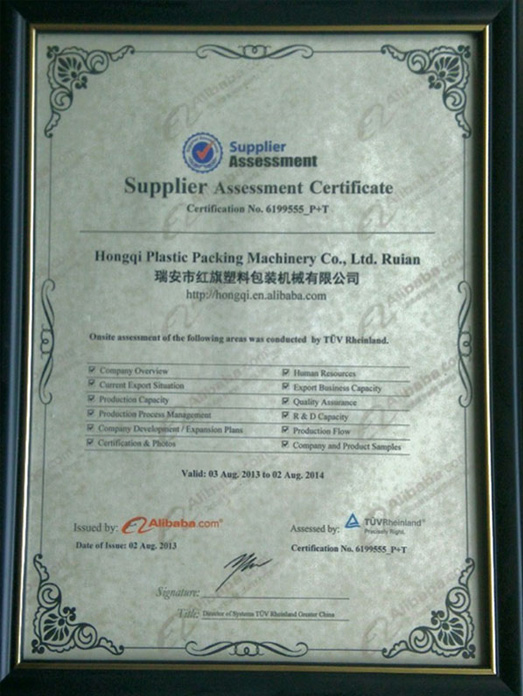 Supplier
Assessment
Supplier Assessment Certificate
Certification No. 6199555_P+T
Hongqi Plastic Packing Machinery Co., Ltd. Ruian
瑞安市红旗塑料包装机械有限公司
http://hongqi.en.alibaba.com
Onsite assessment of the following areas was conducted by TÜV Rheinland.
Company Overview
Human Resources
Current Export Situation
Export Business Capacity
Production Capacity
Quality Assurance
Production Process Management
R & D Capacity
Company Development / Expansion Plans
Production Flow
Certification & Photos
Company and Product Samples
Valid: 03 Aug. 2013 to 02 Aug. 2014
Issued by: Alibaba.com®
Assessed by: TÜVRheinland®
Precisely Right.
Date of Issue: 02 Aug. 2013
Certification No. 6199555_P+T
Signature:
Title: Director of Systems TÜV Rheinland Greater China